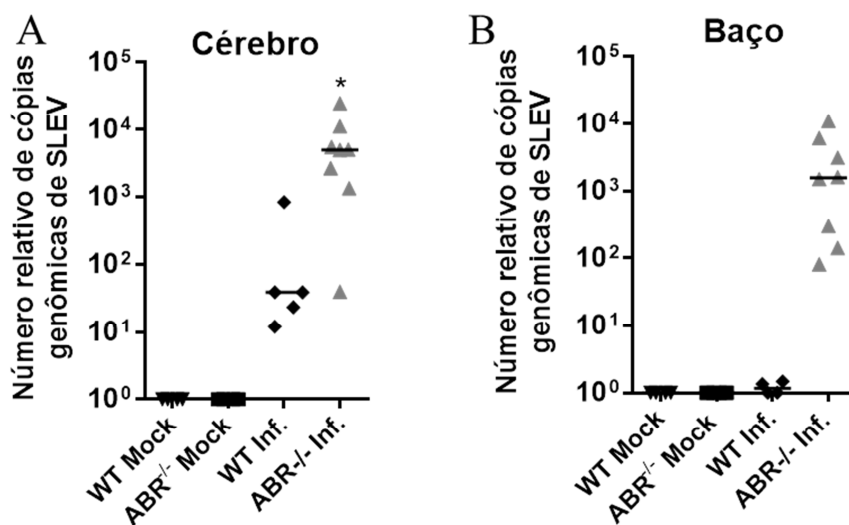 A
Cérebro
Número relativo de cópias
genômicas de SLEV
10⁵
10⁴
10³
10²
10¹
10⁰
*
WT Mock
ABR⁻/⁻ Mock
WT Inf.
ABR-/- Inf.
B
Baço
Número relativo de cópias
genômicas de SLEV
10⁵
10⁴
10³
10²
10¹
10⁰
WT Mock
ABR⁻/⁻ Mock
WT Inf.
ABR-/- Inf.